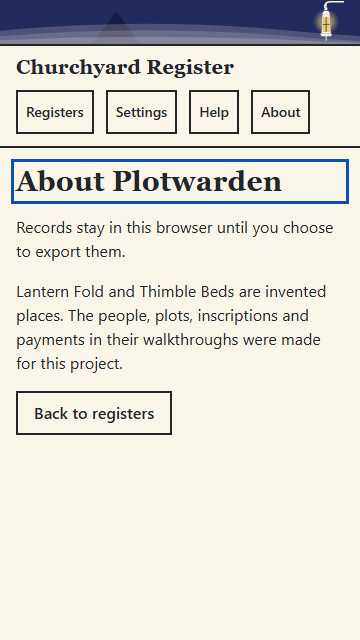 Churchyard Register
Registers
Settings
Help
About
About Plotwarden
Records stay in this browser until you choose
to export them.
Lantern Fold and Thimble Beds are invented
places. The people, plots, inscriptions and
payments in their walkthroughs were made
for this project.
Back to registers